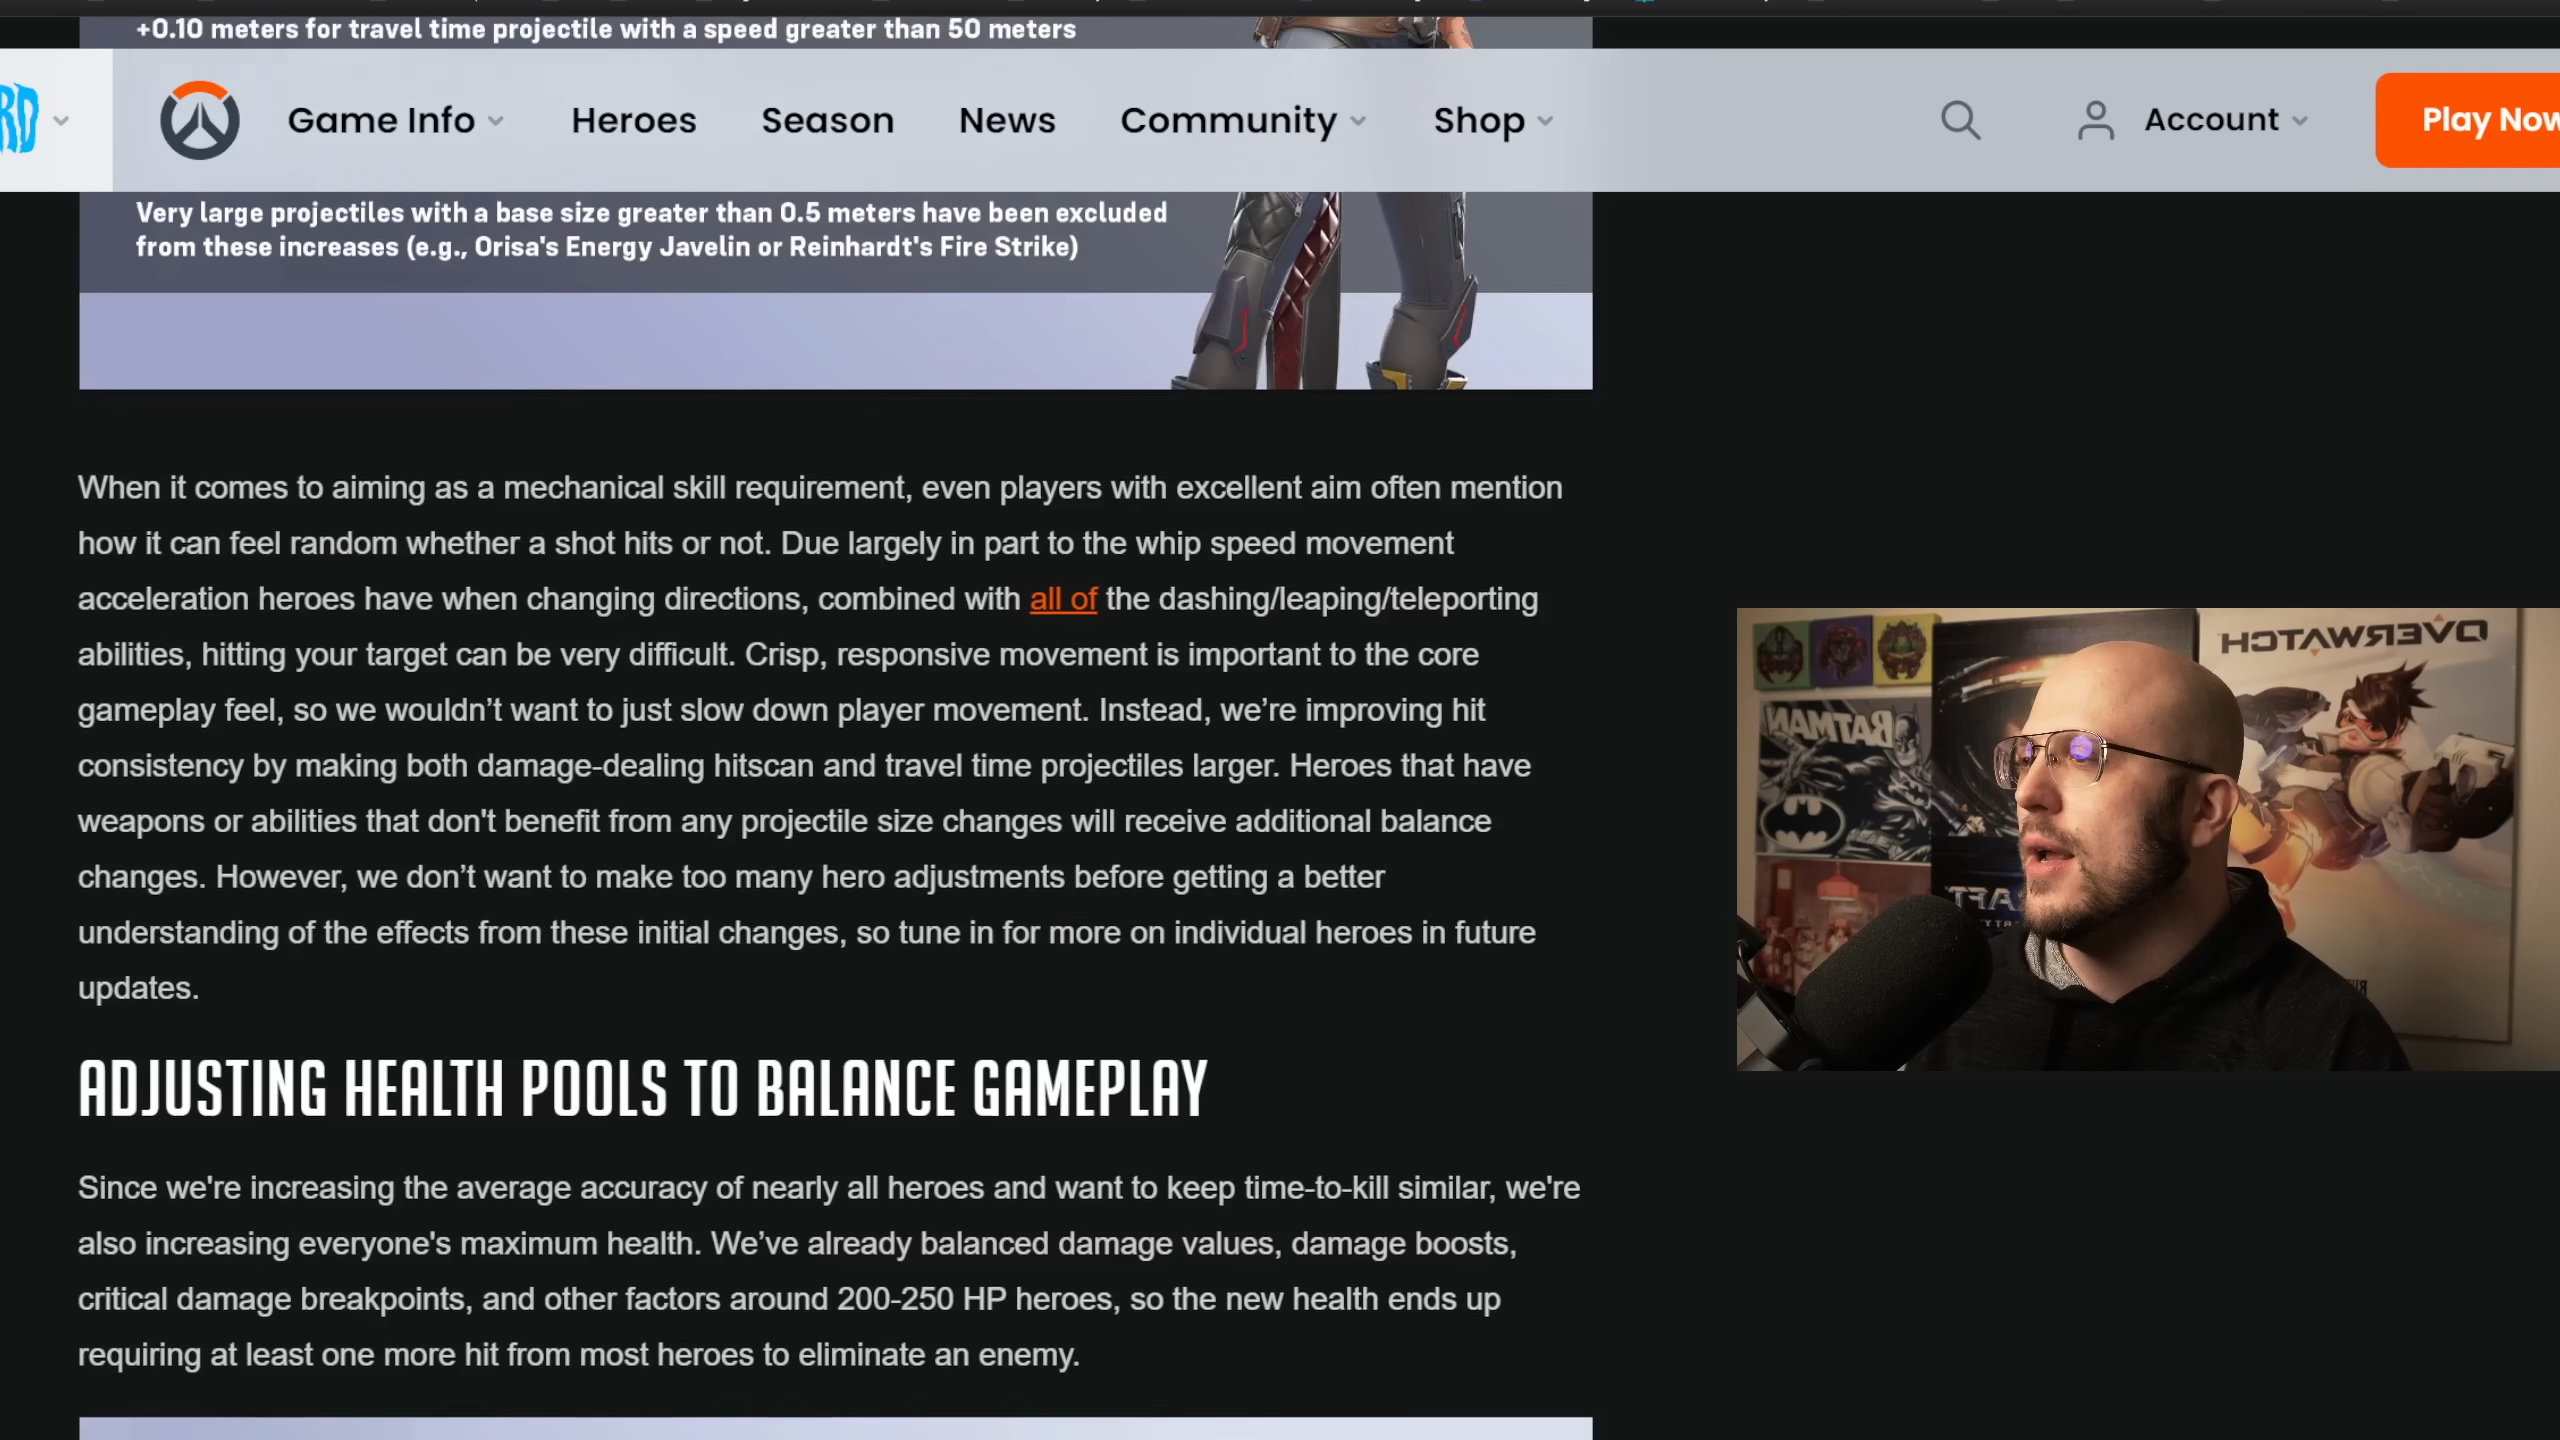 +0.10 meters for travel time projectile with a speed greater than 50 meters
RD
Game Info
Heroes
Season
News
Community
Shop
Account
Play Now
Very large projectiles with a base size greater than 0.5 meters have been excluded
from these increases (e.g., Orisa's Energy Javelin or Reinhardt's Fire Strike)
When it comes to aiming as a mechanical skill requirement, even players with excellent aim often mention
how it can feel random whether a shot hits or not. Due largely in part to the whip speed movement
acceleration heroes have when changing directions, combined with all of the dashing/leaping/teleporting
abilities, hitting your target can be very difficult. Crisp, responsive movement is important to the core
gameplay feel, so we wouldn’t want to just slow down player movement. Instead, we’re improving hit
consistency by making both damage-dealing hitscan and travel time projectiles larger. Heroes that have
weapons or abilities that don't benefit from any projectile size changes will receive additional balance
changes. However, we don’t want to make too many hero adjustments before getting a better
understanding of the effects from these initial changes, so tune in for more on individual heroes in future
updates.
OVERWATCH
BATMAN
ADJUSTING HEALTH POOLS TO BALANCE GAMEPLAY
Since we're increasing the average accuracy of nearly all heroes and want to keep time-to-kill similar, we're
also increasing everyone's maximum health. We’ve already balanced damage values, damage boosts,
critical damage breakpoints, and other factors around 200-250 HP heroes, so the new health ends up
requiring at least one more hit from most heroes to eliminate an enemy.